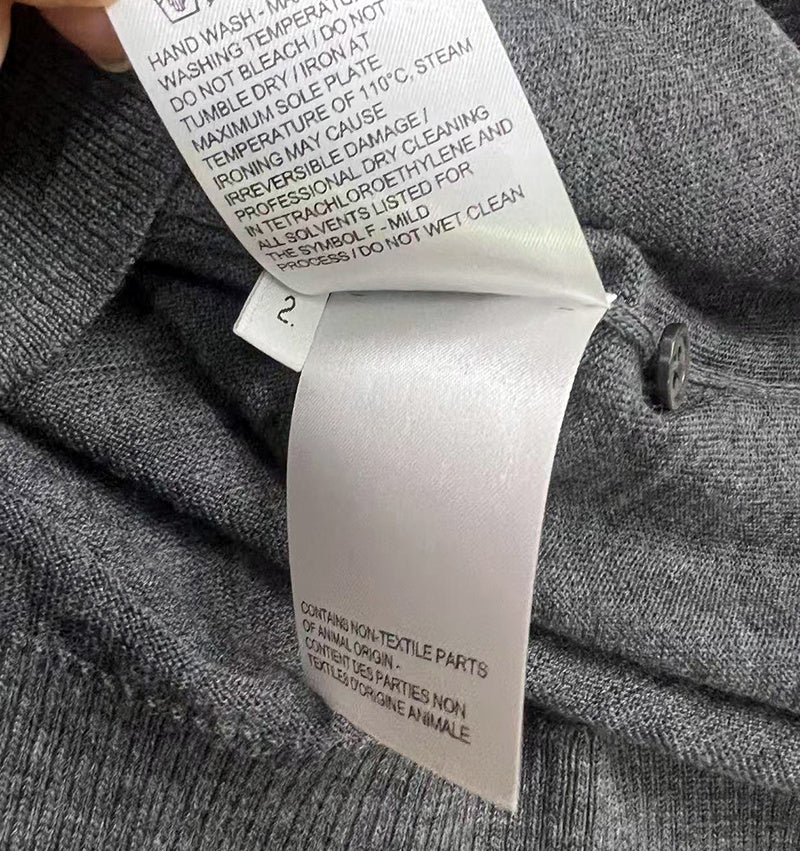 HAND WASH - MA
WASHING TEMPERATU
DO NOT BLEACH / DO NOT
TUMBLE DRY / IRON AT
MAXIMUM SOLE PLATE
TEMPERATURE OF 110°C, STEAM
IRONING MAY CAUSE
IRREVERSIBLE DAMAGE /
PROFESSIONAL DRY CLEANING
IN TETRACHLOROETHYLENE AND
ALL SOLVENTS LISTED FOR
THE SYMBOL F - MILD
PROCESS / DO NOT WET CLEAN
2.
CONTAINS NON-TEXTILE PARTS
OF ANIMAL ORIGIN -
CONTIENT DES PARTIES NON
TEXTILES D'ORIGINE ANIMALE